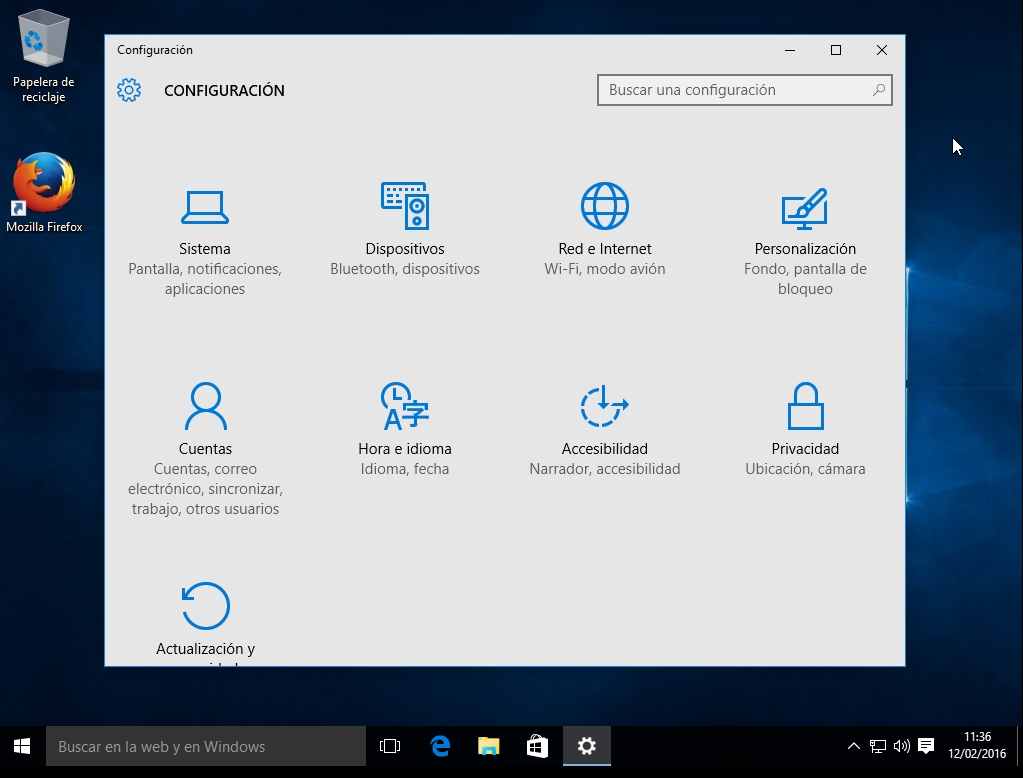 Papelera de
reciclaje
Mozilla Firefox
Configuración
CONFIGURACIÓN
Buscar una configuración
Sistema
Pantalla, notificaciones,
aplicaciones
Dispositivos
Bluetooth, dispositivos
Red e Internet
Wi-Fi, modo avión
Personalización
Fondo, pantalla de
bloqueo
Cuentas
Cuentas, correo
electrónico, sincronizar,
trabajo, otros usuarios
Hora e idioma
Idioma, fecha
Accesibilidad
Narrador, accesibilidad
Privacidad
Ubicación, cámara
Actualización y
Buscar en la web y en Windows
11:36
12/02/2016